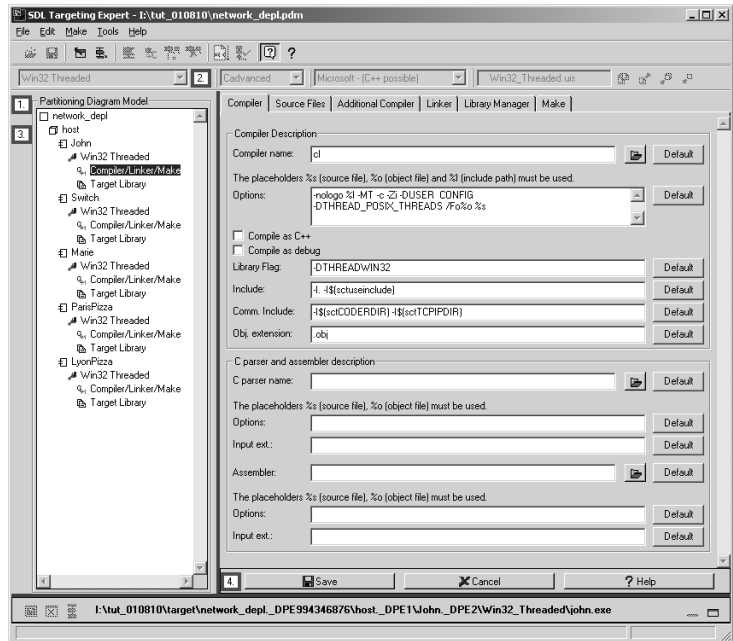 SDL Targeting Expert - I:\tut_010810\network_depl.pdm
File Edit Make Tools Help
Win32 Threaded 2. Cadvanced Microsoft - (C++ possible) Win32_Threaded.uis
1. Partitioning Diagram Model
3.
network_depl
host
John
Win32 Threaded
Compiler/Linker/Make
Target Library
Switch
Win32 Threaded
Compiler/Linker/Make
Target Library
Marie
Win32 Threaded
Compiler/Linker/Make
Target Library
ParisPizza
Win32 Threaded
Compiler/Linker/Make
Target Library
LyonPizza
Win32 Threaded
Compiler/Linker/Make
Target Library
Compiler Source Files Additional Compiler Linker Library Manager Make
Compiler Description
Compiler name: cl Default
The placeholders %s (source file), %o (object file) and %I (include path) must be used.
Options: -nologo %I -MT -c -Zi -DUSER_CONFIG Default
-DTHREAD_POSIX_THREADS /Fo%o %s
Compile as C++
Compile as debug
Library Flag: -DTHREADWIN32 Default
Include: -I. -I$(sctuseinclude) Default
Comm. Include: -I$(sctCODERDIR) -I$(sctTCPIPDIR) Default
Obj. extension: .obj Default
C parser and assembler description
C parser name: Default
The placeholders %s (source file), %o (object file) must be used.
Options: Default
Input ext.: Default
Assembler: Default
The placeholders %s (source file), %o (object file) must be used.
Options: Default
Input ext.: Default
4. Save Cancel ? Help
I:\tut_010810\target\network_depl._DPE994346876\host._DPE1\John._DPE2\Win32_Threaded\john.exe